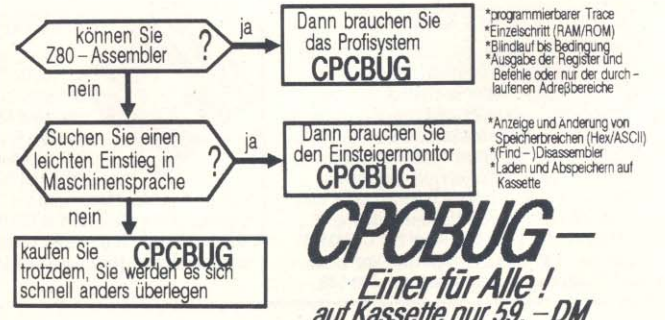 können Sie
Z80-Assembler
?
ja
Dann brauchen Sie
das Profisystem
CPCBUG
*programmierbarer Trace
*Einzelschritt (RAM/ROM)
*Blindlauf bis Bedingung
*Ausgabe der Register und
Befehle oder nur der durch-
laufenen Adreßbereiche
nein
Suchen Sie einen
leichten Einstieg in
Maschinensprache
?
ja
Dann brauchen Sie
den Einsteigermonitor
CPCBUG
*Anzeige und Änderung von
Speicherbreichen (Hex/ASCII)
*(Find-)Disassembler
*Laden und Abspeichern auf
Kassette
nein
kaufen Sie CPCBUG
trotzdem, Sie werden es sich
schnell anders überlegen
CPCBUG-
Einer für Alle !
auf Kassette nur 59,-DM